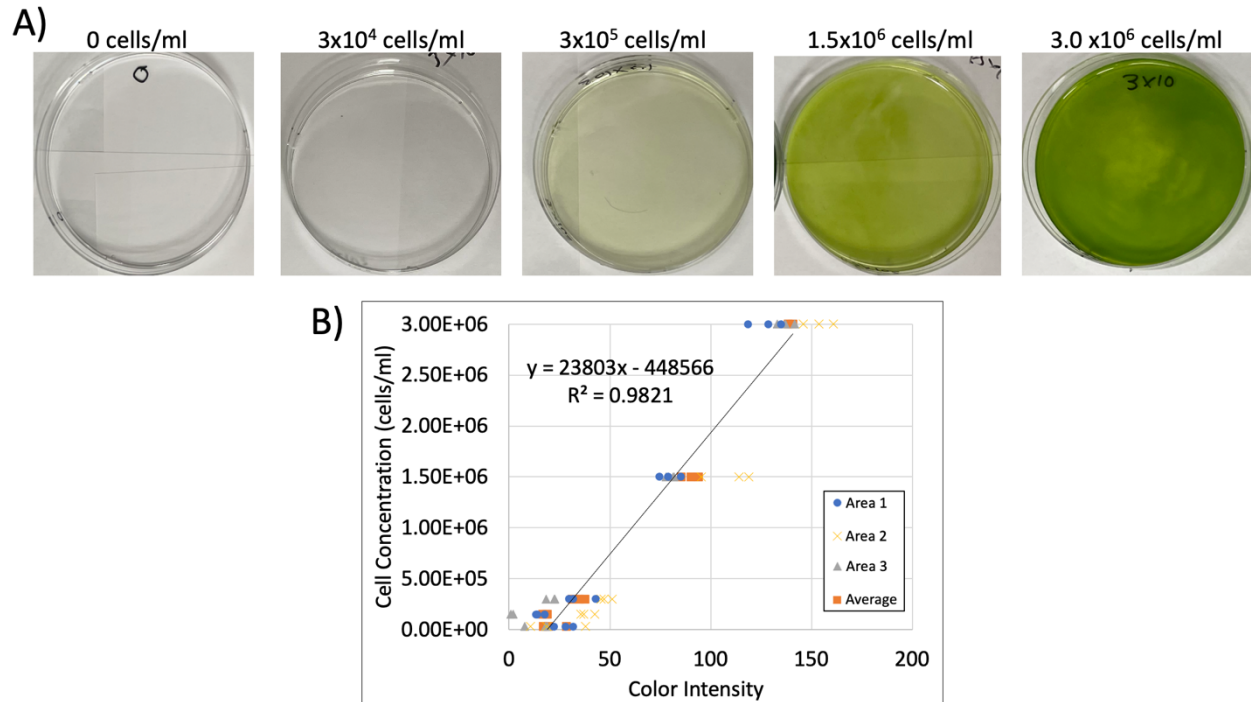 A)
0 cells/ml
3x10⁴ cells/ml
3x10⁵ cells/ml
1.5x10⁶ cells/ml
3.0 x10⁶ cells/ml
0
3x10
B)
3.00E+06
2.50E+06
2.00E+06
1.50E+06
1.00E+06
5.00E+05
0.00E+00
Cell Concentration (cells/ml)
y = 23803x - 448566
R² = 0.9821
Area 1
Area 2
Area 3
Average
0 50 100 150 200
Color Intensity